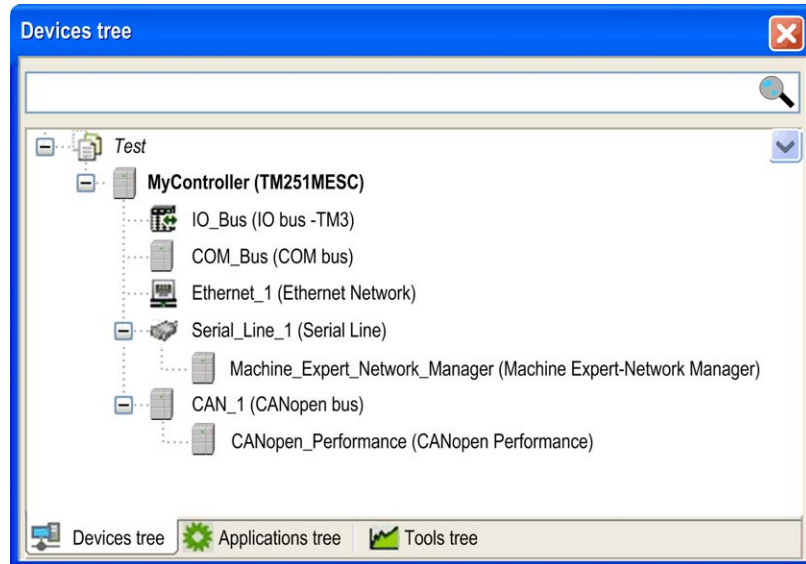 Devices tree
Test
MyController (TM251MESC)
IO_Bus (IO bus -TM3)
COM_Bus (COM bus)
Ethernet_1 (Ethernet Network)
Serial_Line_1 (Serial Line)
Machine_Expert_Network_Manager (Machine Expert-Network Manager)
CAN_1 (CANopen bus)
CANopen_Performance (CANopen Performance)
Devices tree Applications tree Tools tree